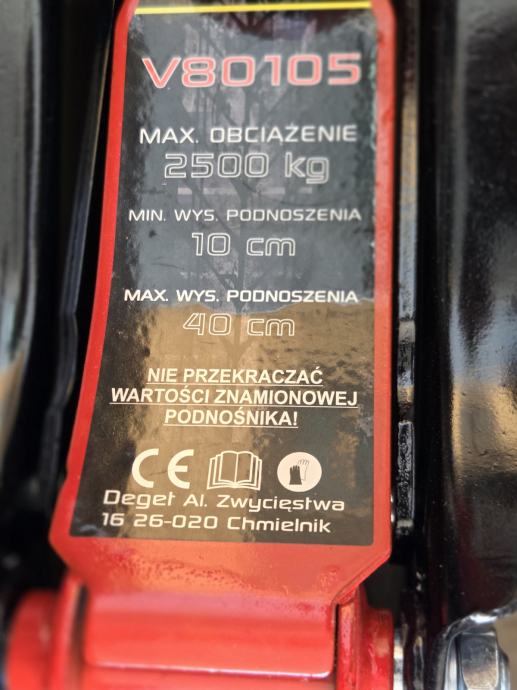 V80105
MAX. OBCIĄŻENIE
2500 kg
MIN. WYS. PODNOSZENIA
10 cm
MAX. WYS. PODNOSZENIA
40 cm
NIE PRZEKRACZAĆ
WARTOŚCI ZNAMIONOWEJ
PODNOŚNIKA!
CE
Deget Al. Zwycięstwa
16 26-020 Chmielnik